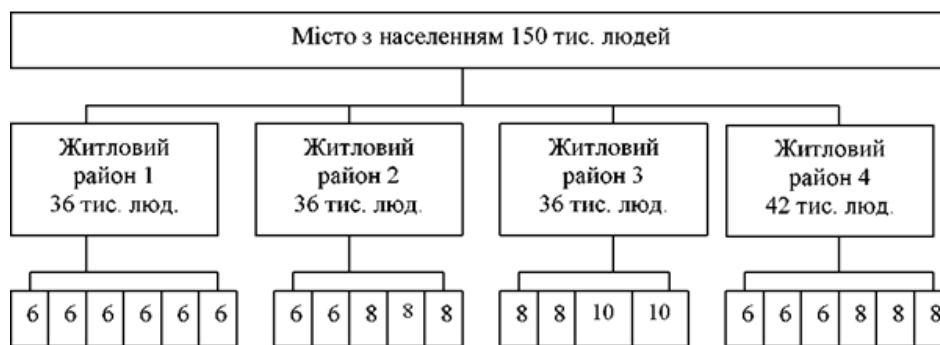 Місто з населенням 150 тис. людей
Житловий
район 1
36 тис. люд.
Житловий
район 2
36 тис. люд.
Житловий
район 3
36 тис. люд.
Житловий
район 4
42 тис. люд.
6 6 6 6 6 6
6 6 8 8 8
8 8 10 10
6 6 6 8 8 8